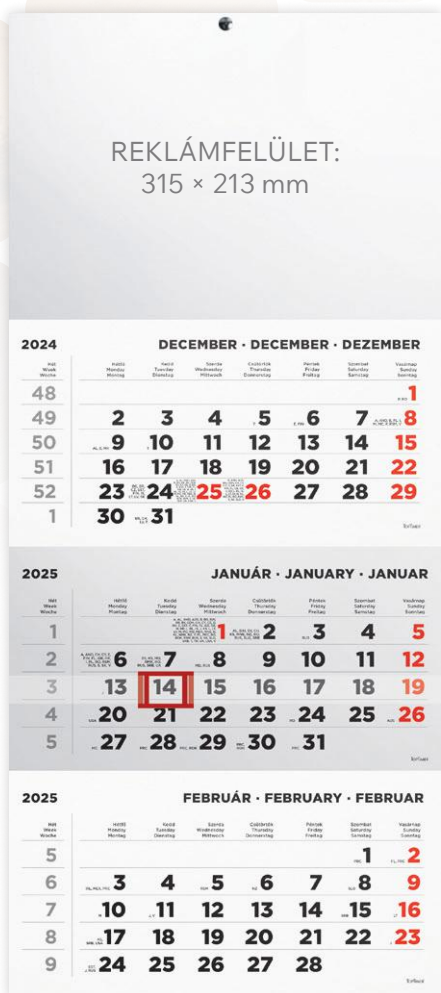 REKLÁMFELÜLET:
315 × 213 mm
2024 DECEMBER · DECEMBER · DEZEMBER
Hét Hétfő Kedd Szerda Csütörtök Péntek Szombat Vasárnap
Week Monday Tuesday Wednesday Thursday Friday Saturday Sunday
Woche Montag Dienstag Mittwoch Donnerstag Freitag Samstag Sonntag
48 1
49 2 3 4 5 6 7 8
50 9 10 11 12 13 14 15
51 16 17 18 19 20 21 22
52 23 24 25 26 27 28 29
1 30 31
2025 JANUÁR · JANUARY · JANUAR
Hét Hétfő Kedd Szerda Csütörtök Péntek Szombat Vasárnap
Week Monday Tuesday Wednesday Thursday Friday Saturday Sunday
Woche Montag Dienstag Mittwoch Donnerstag Freitag Samstag Sonntag
1 1 2 3 4 5
2 6 7 8 9 10 11 12
3 13 14 15 16 17 18 19
4 20 21 22 23 24 25 26
5 27 28 29 30 31
2025 FEBRUÁR · FEBRUARY · FEBRUAR
Hét Hétfő Kedd Szerda Csütörtök Péntek Szombat Vasárnap
Week Monday Tuesday Wednesday Thursday Friday Saturday Sunday
Woche Montag Dienstag Mittwoch Donnerstag Freitag Samstag Sonntag
5 1 2
6 3 4 5 6 7 8 9
7 10 11 12 13 14 15 16
8 17 18 19 20 21 22 23
9 24 25 26 27 28